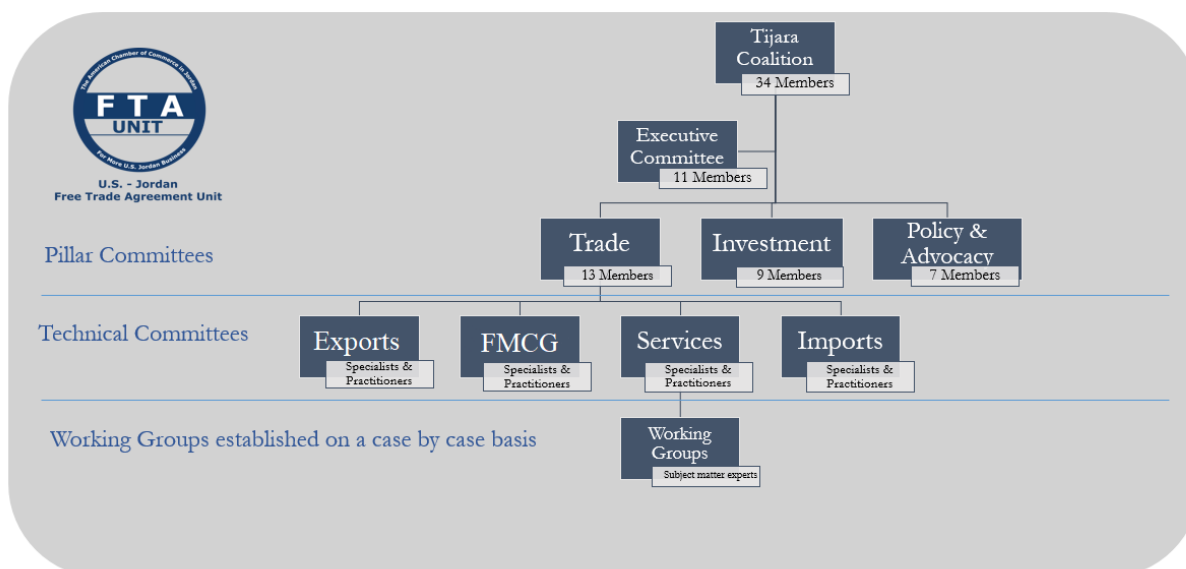 The American Chamber of Commerce in Jordan
FTA
UNIT
For More U.S. Jordan Business
U.S. - Jordan
Free Trade Agreement Unit
Tijara
Coalition
34 Members
Executive
Committee
11 Members
Pillar Committees
Trade
13 Members
Investment
9 Members
Policy &
Advocacy
7 Members
Technical Committees
Exports
Specialists &
Practitioners
FMCG
Specialists &
Practitioners
Services
Specialists &
Practitioners
Imports
Specialists &
Practitioners
Working Groups established on a case by case basis
Working
Groups
Subject matter experts